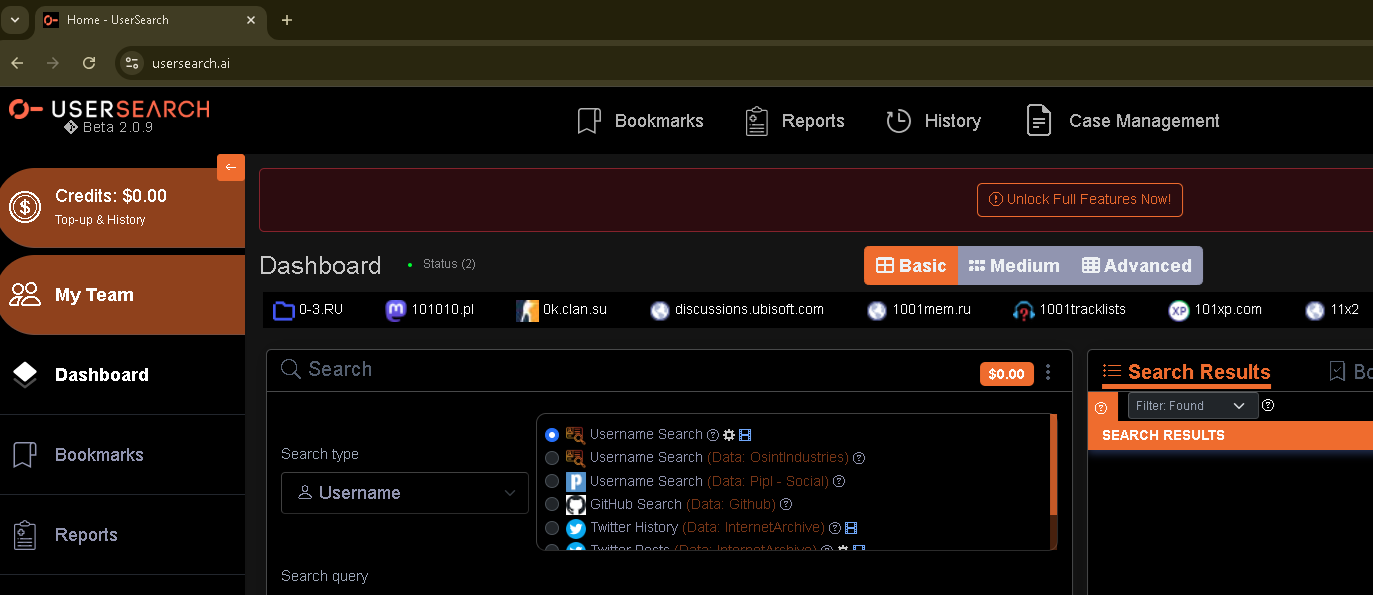 Home - UserSearch
usersearch.ai
USERSEARCH
Beta 2.0.9
Bookmarks
Reports
History
Case Management
Credits: $0.00
Top-up & History
My Team
Dashboard
Bookmarks
Reports
Unlock Full Features Now!
Dashboard
Status (2)
Basic
Medium
Advanced
0-3.RU
101010.pl
0k.clan.su
discussions.ubisoft.com
1001mem.ru
1001tracklists
XP
101xp.com
11x2
Search
$0.00
Search type
Username
Username Search
Username Search (Data: OsintIndustries)
Username Search (Data: Pipl - Social)
GitHub Search (Data: Github)
Twitter History (Data: InternetArchive)
Twitter Posts (Data: InternetArchive)
Search query
Search Results
Bo
Filter: Found
SEARCH RESULTS